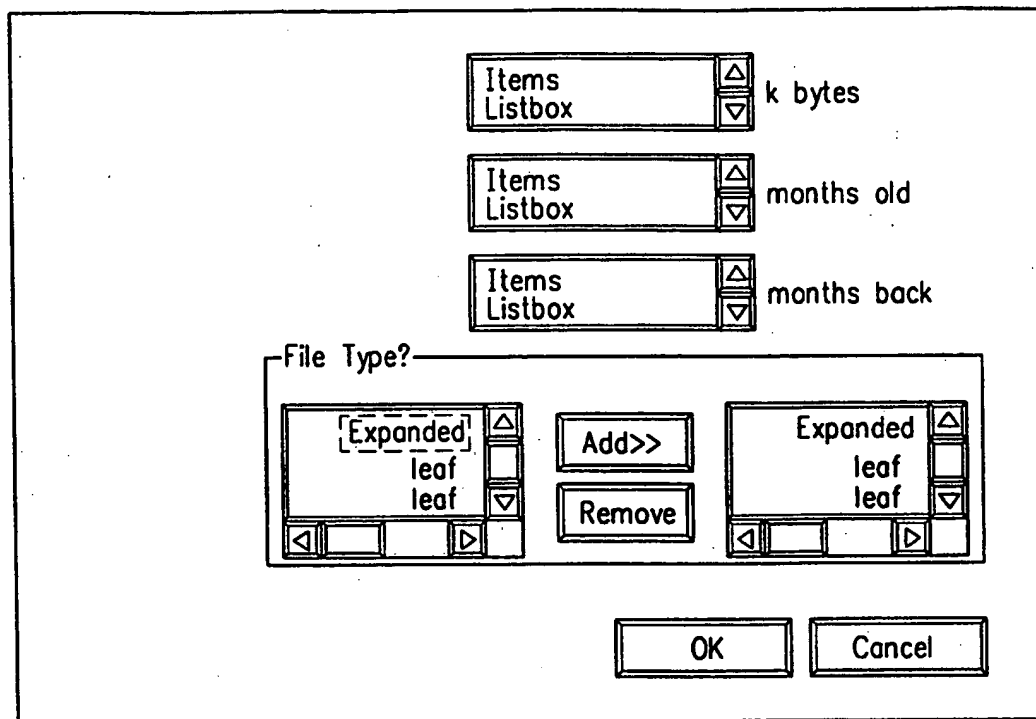 Items
Listbox
k bytes
Items
Listbox
months old
Items
Listbox
months back
File Type?
Expanded
leaf
leaf
Add>>
Remove
Expanded
leaf
leaf
OK
Cancel